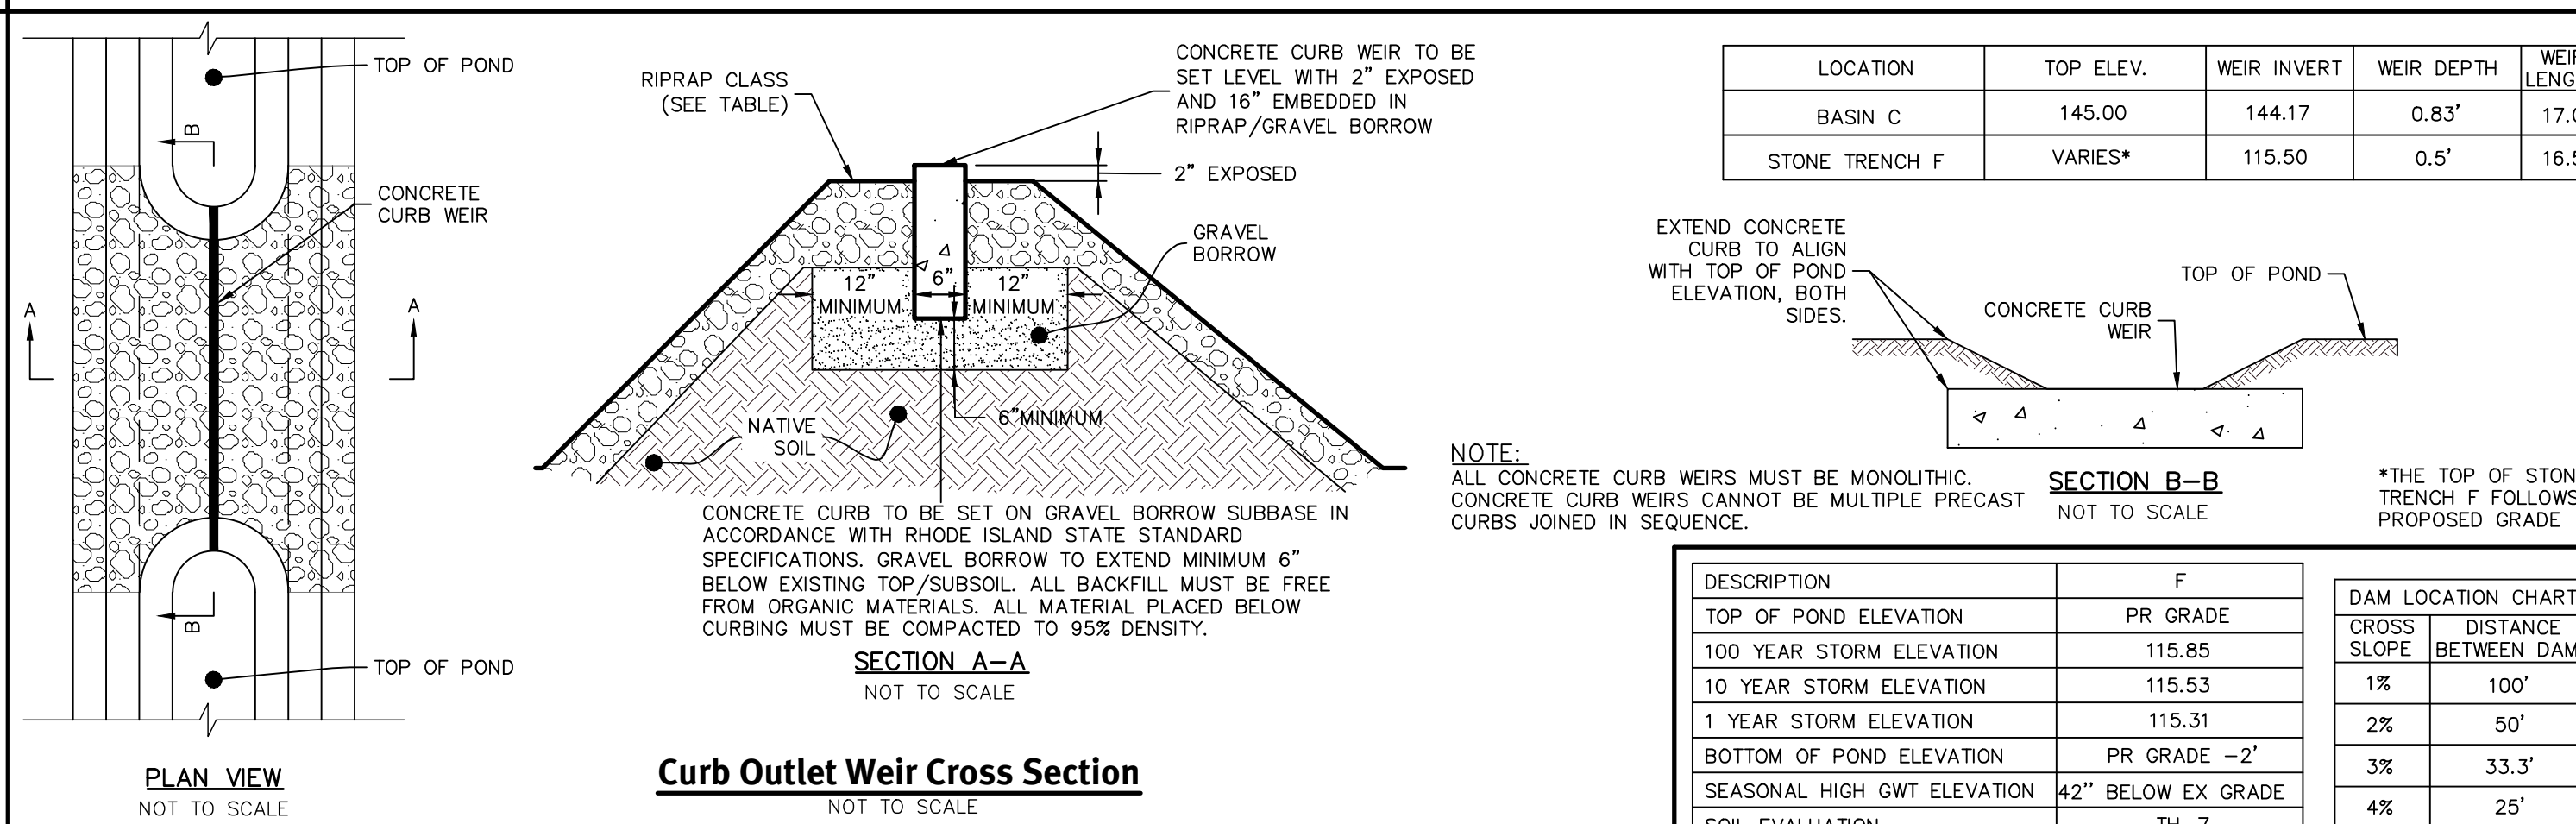 TOP OF POND
B
CONCRETE
CURB WEIR
A
A
B
TOP OF POND
PLAN VIEW
NOT TO SCALE
RIPRAP CLASS
(SEE TABLE)
CONCRETE CURB WEIR TO BE
SET LEVEL WITH 2" EXPOSED
AND 16" EMBEDDED IN
RIPRAP/GRAVEL BORROW
2" EXPOSED
GRAVEL
BORROW
12"
MINIMUM
6"
12"
MINIMUM
6"MINIMUM
NATIVE
SOIL
CONCRETE CURB TO BE SET ON GRAVEL BORROW SUBBASE IN
ACCORDANCE WITH RHODE ISLAND STATE STANDARD
SPECIFICATIONS. GRAVEL BORROW TO EXTEND MINIMUM 6"
BELOW EXISTING TOP/SUBSOIL. ALL BACKFILL MUST BE FREE
FROM ORGANIC MATERIALS. ALL MATERIAL PLACED BELOW
CURBING MUST BE COMPACTED TO 95% DENSITY.
SECTION A-A
NOT TO SCALE
Curb Outlet Weir Cross Section
NOT TO SCALE
LOCATION TOP ELEV. WEIR INVERT WEIR DEPTH
BASIN C 145.00 144.17 0.83'
STONE TRENCH F VARIES* 115.50 0.5'
EXTEND CONCRETE
CURB TO ALIGN
WITH TOP OF POND
ELEVATION, BOTH
SIDES.
CONCRETE CURB
WEIR
TOP OF POND
NOTE:
ALL CONCRETE CURB WEIRS MUST BE MONOLITHIC.
CONCRETE CURB WEIRS CANNOT BE MULTIPLE PRECAST
CURBS JOINED IN SEQUENCE.
SECTION B-B
NOT TO SCALE
*THE TOP OF STON
TRENCH F FOLLOWS
PROPOSED GRADE
DESCRIPTION F
TOP OF POND ELEVATION PR GRADE
100 YEAR STORM ELEVATION 115.85
10 YEAR STORM ELEVATION 115.53
1 YEAR STORM ELEVATION 115.31
BOTTOM OF POND ELEVATION PR GRADE -2'
SEASONAL HIGH GWT ELEVATION 42" BELOW EX GRADE
DAM LOCATION CHART
CROSS
SLOPE
DISTANCE
BETWEEN DAM
1% 100'
2% 50'
3% 33.3'
4% 25'